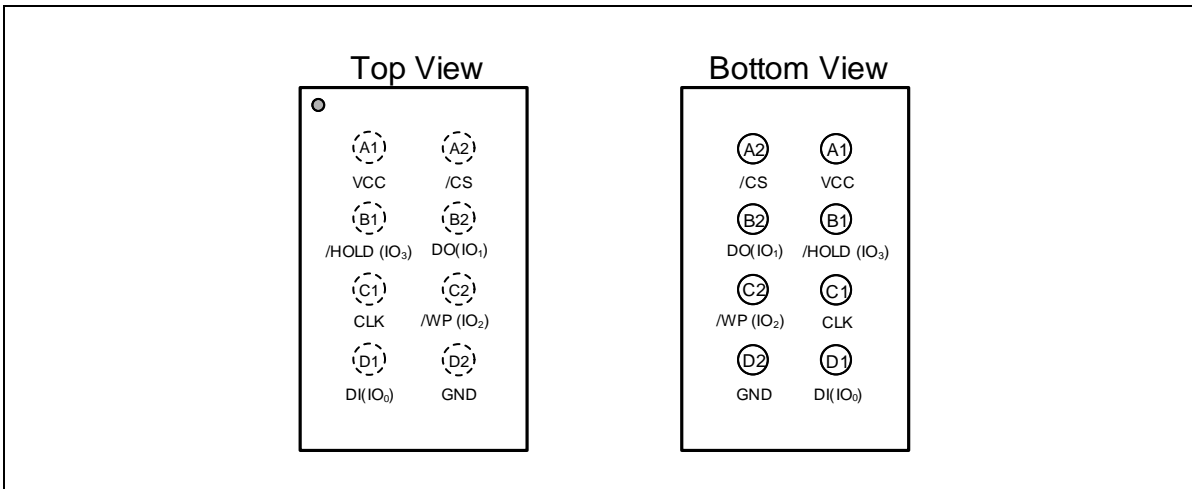 Top View
A1 A2
VCC /CS
B1 B2
/HOLD (IO₃) DO(IO₁)
C1 C2
CLK /WP (IO₂)
D1 D2
DI(IO₀) GND
Bottom View
A2 A1
/CS VCC
B2 B1
DO(IO₁) /HOLD (IO₃)
C2 C1
/WP (IO₂) CLK
D2 D1
GND DI(IO₀)